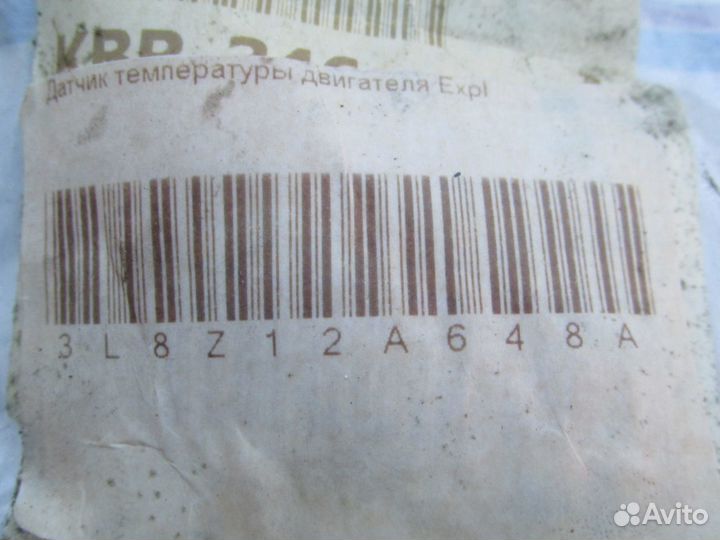 Датчик температуры двигателя Expl
3L8Z12A648A
Avito